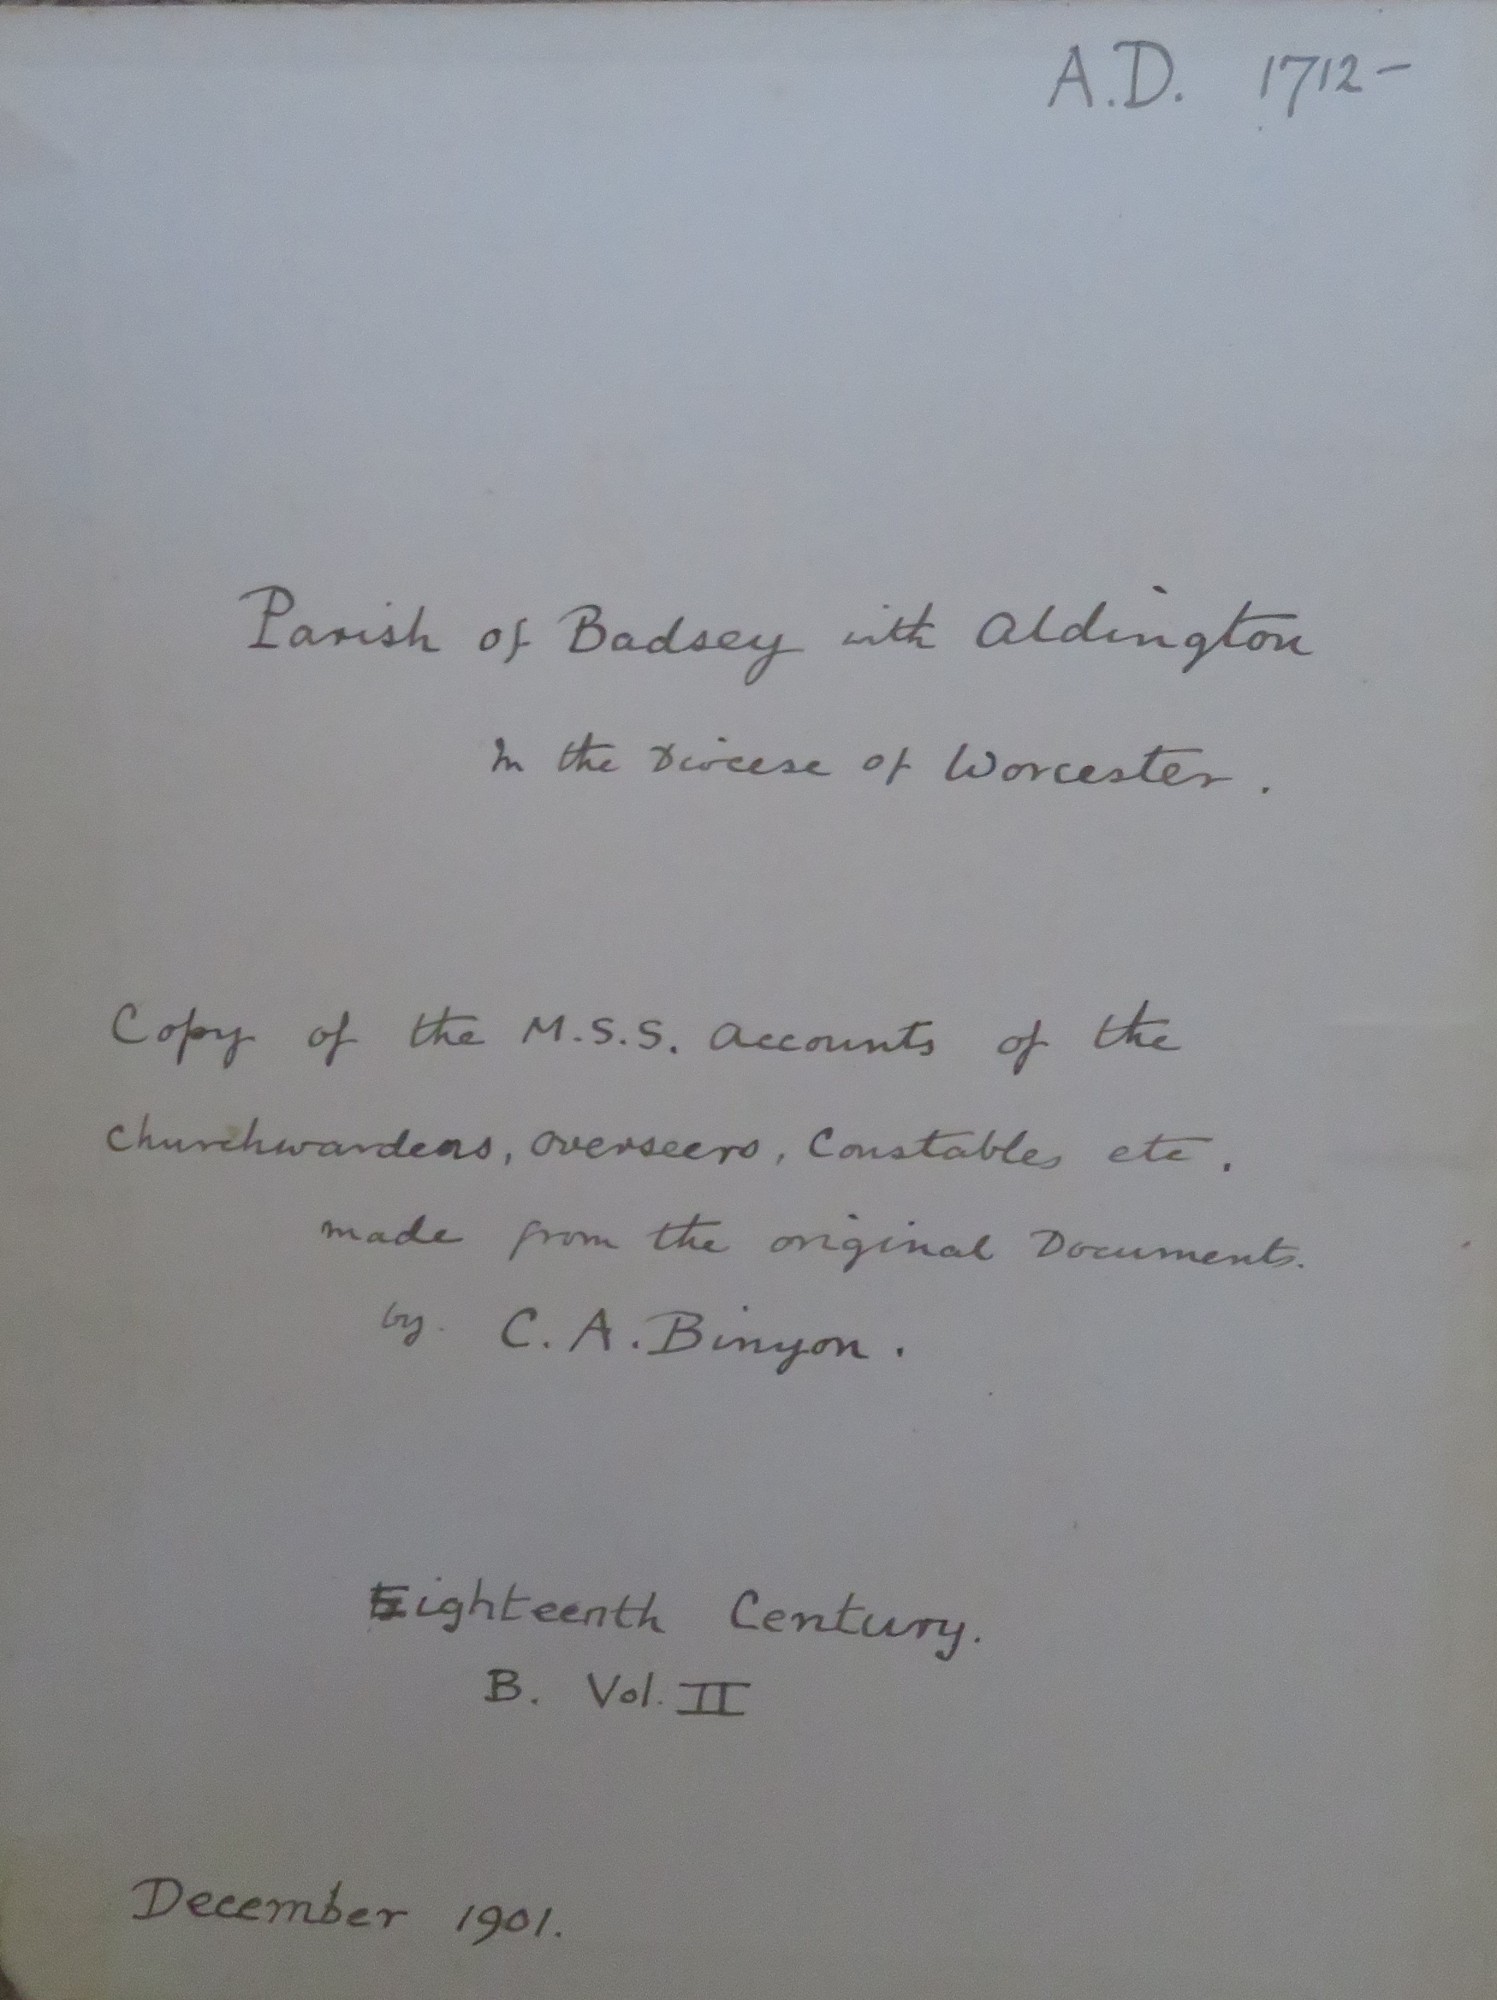 A.D. 1712-
Parish of Badsey with Aldington
In the Diocese of Worcester.
Copy of the M.S.S. Accounts of the
Churchwardens, Overseers, Constables etc.
made from the original Documents.
by. C. A. Binyon.
Eighteenth Century.
B. Vol. II
December 1901.